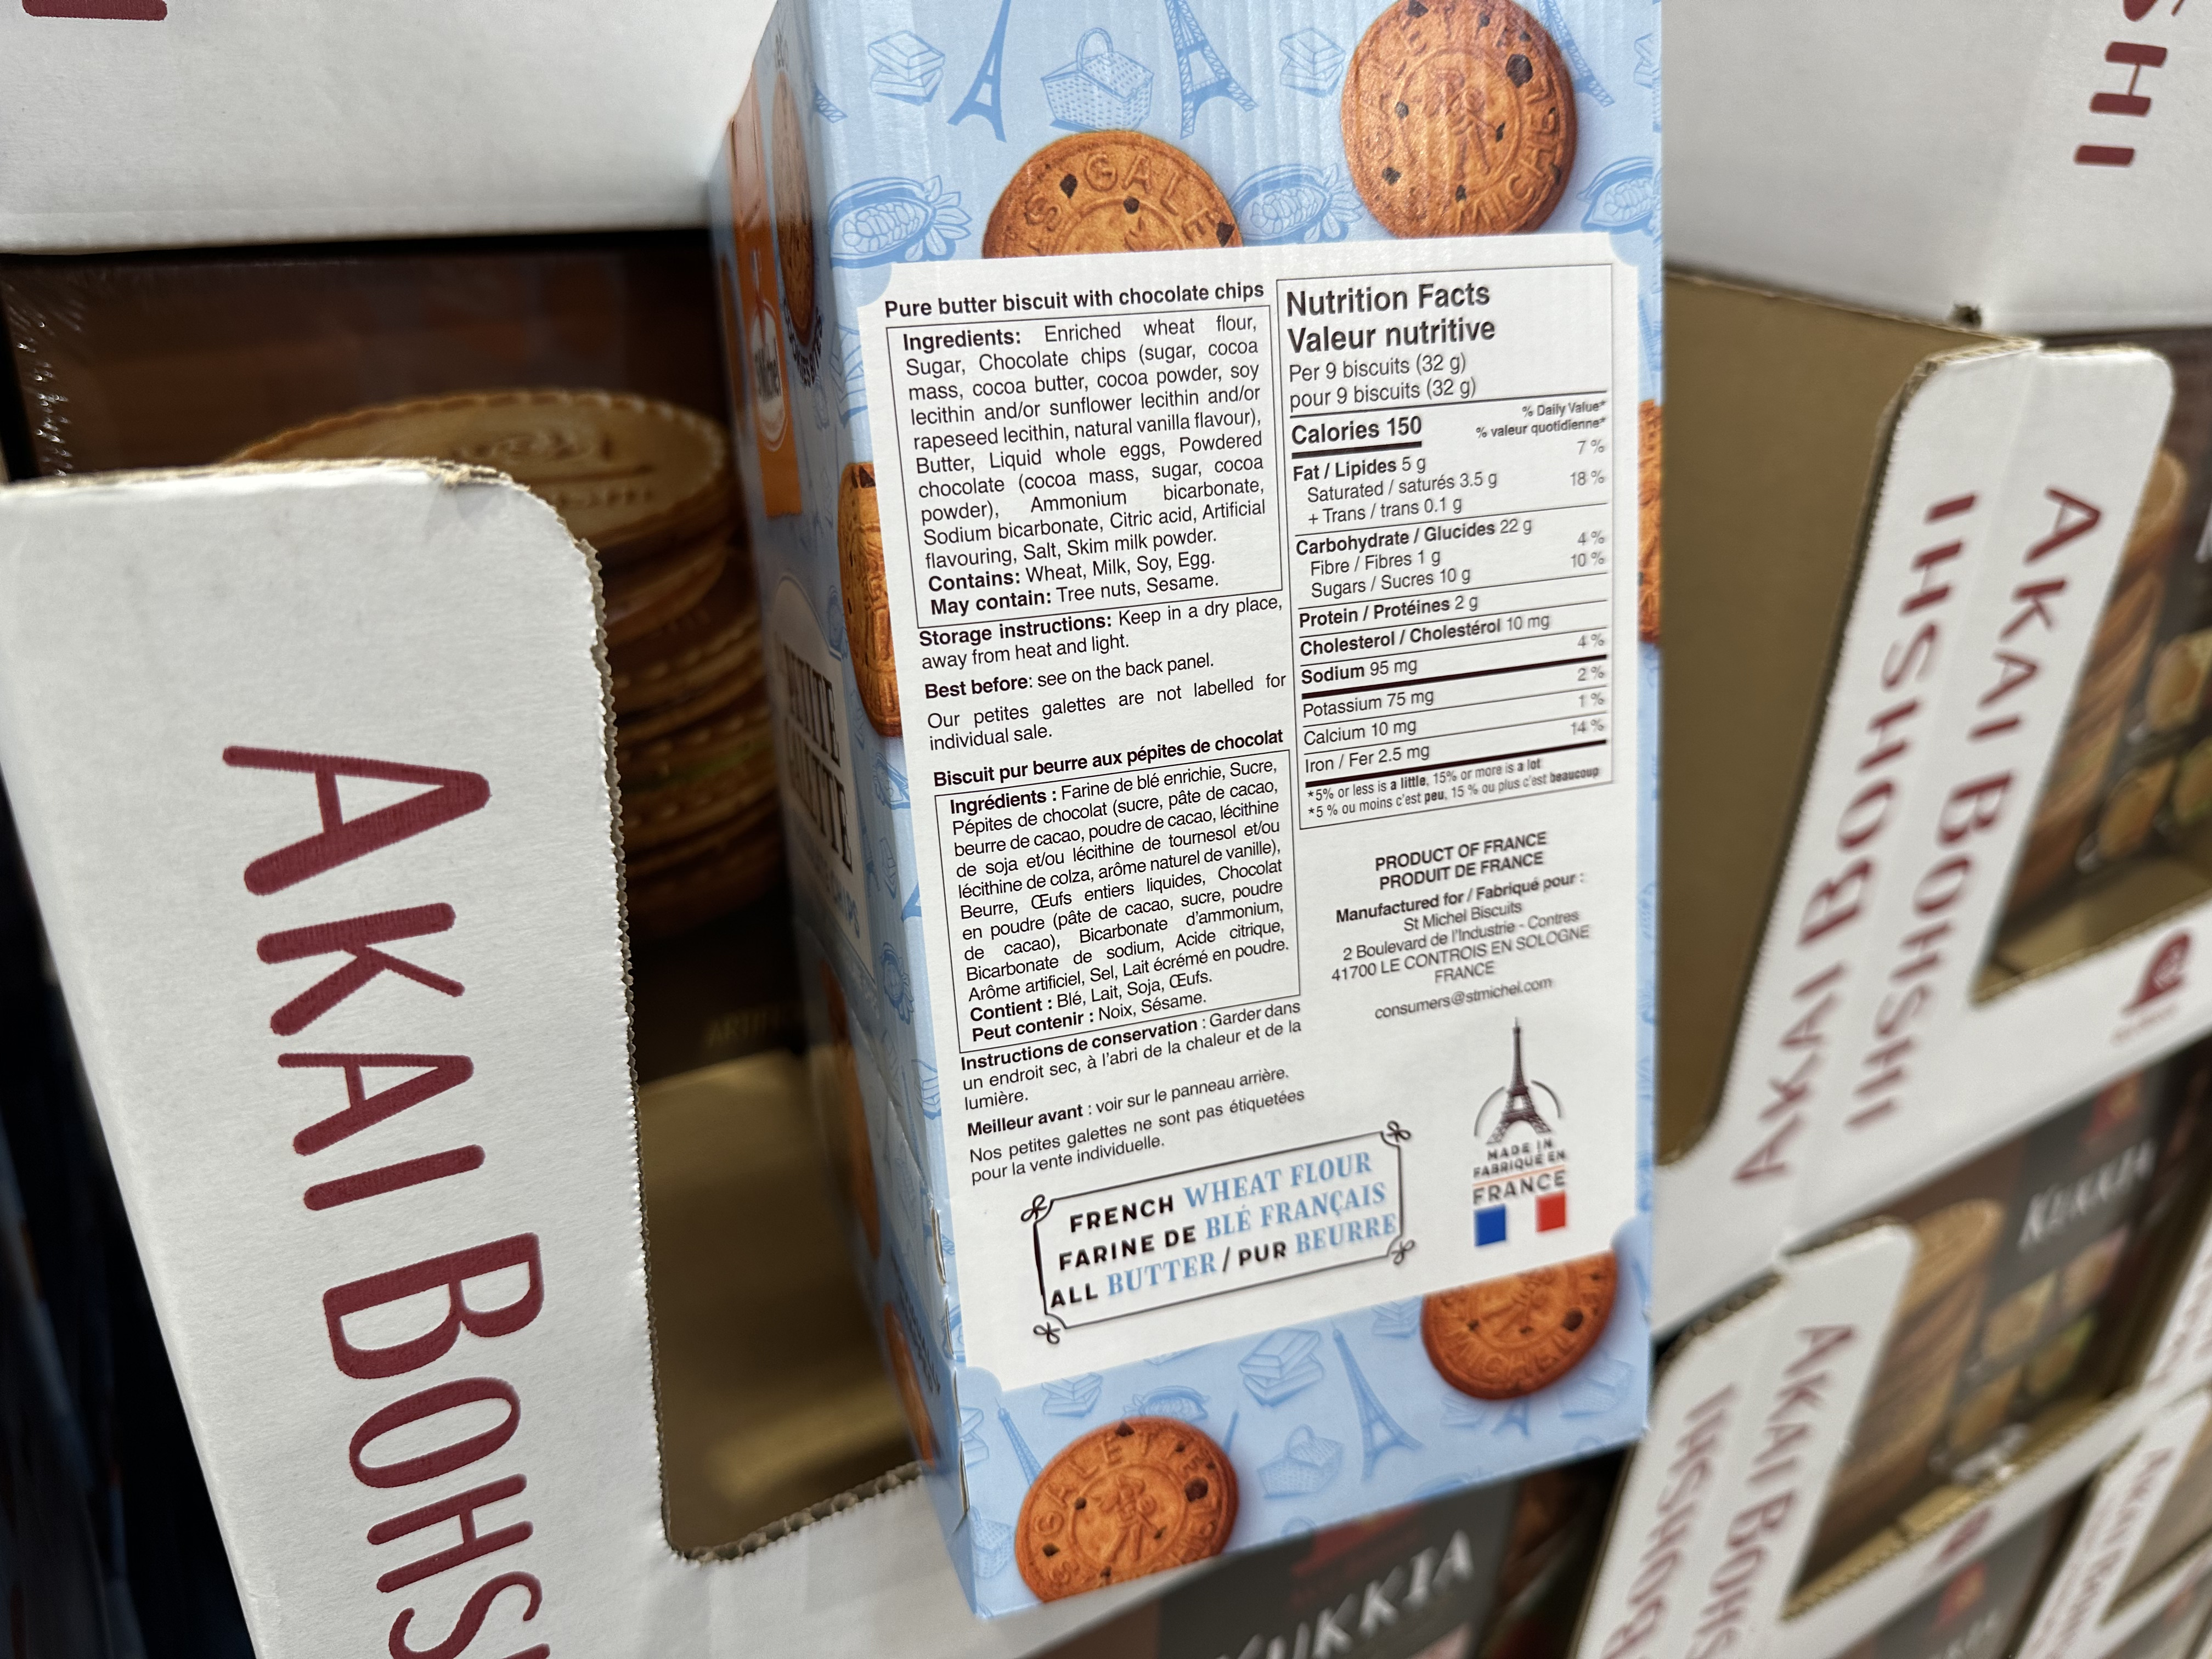 SHI
AKAI BOHSHI
Pure butter biscuit with chocolate chips
Ingredients: Enriched wheat flour,
Sugar, Chocolate chips (sugar, cocoa
mass, cocoa butter, cocoa powder, soy
lecithin and/or sunflower lecithin and/or
rapeseed lecithin, natural vanilla flavour),
Butter, Liquid whole eggs, Powdered
chocolate (cocoa mass, sugar, cocoa
powder), Ammonium bicarbonate,
Sodium bicarbonate, Citric acid, Artificial
flavouring, Salt, Skim milk powder.
Contains: Wheat, Milk, Soy, Egg.
May contain: Tree nuts, Sesame.
Storage instructions: Keep in a dry place,
away from heat and light.
Best before: see on the back panel.
Our petites galettes are not labelled for
individual sale.
Biscuit pur beurre aux pépites de chocolat
Ingrédients : Farine de blé enrichie, Sucre,
Pépites de chocolat (sucre, pâte de cacao,
beurre de cacao, poudre de cacao, lécithine
de soja et/ou lécithine de tournesol et/ou
lécithine de colza, arôme naturel de vanille),
Beurre, Œufs entiers liquides, Chocolat
en poudre (pâte de cacao, sucre, poudre
de cacao), Bicarbonate d'ammonium,
Bicarbonate de sodium, Acide citrique,
Arôme artificiel, Sel, Lait écrémé en poudre.
Contient : Blé, Lait, Soja, Œufs.
Peut contenir : Noix, Sésame.
Instructions de conservation : Garder dans
un endroit sec, à l'abri de la chaleur et de la
lumière.
Meilleur avant : voir sur le panneau arrière.
Nos petites galettes ne sont pas étiquetées
pour la vente individuelle.
FRENCH WHEAT FLOUR
FARINE DE BLÉ FRANÇAIS
ALL BUTTER / PUR BEURRE
Nutrition Facts
Valeur nutritive
Per 9 biscuits (32 g)
pour 9 biscuits (32 g)
% Daily Value*
Calories 150 % valeur quotidienne*
Fat / Lipides 5 g 7 %
Saturated / saturés 3.5 g 18 %
+ Trans / trans 0.1 g
Carbohydrate / Glucides 22 g
Fibre / Fibres 1 g 4 %
Sugars / Sucres 10 g 10 %
Protein / Protéines 2 g
Cholesterol / Cholestérol 10 mg
Sodium 95 mg 4 %
Potassium 75 mg 2 %
Calcium 10 mg 1 %
Iron / Fer 2.5 mg 14 %
*5% or less is a little, 15% or more is a lot
*5 % ou moins c'est peu, 15 % ou plus c'est beaucoup
PRODUCT OF FRANCE
PRODUIT DE FRANCE
Manufactured for / Fabriqué pour :
St Michel Biscuits
2 Boulevard de l'Industrie - Contres
41700 LE CONTROIS EN SOLOGNE
FRANCE
consumers@stmichel.com
MADE IN
FABRIQUÉ EN
FRANCE
AKAI BOHSHI
AKAI BOHSHI
AKAI BOHSHI
AKAI BOHSHI
KUKKIA
KUKKIA
GALETTE
MICHEL